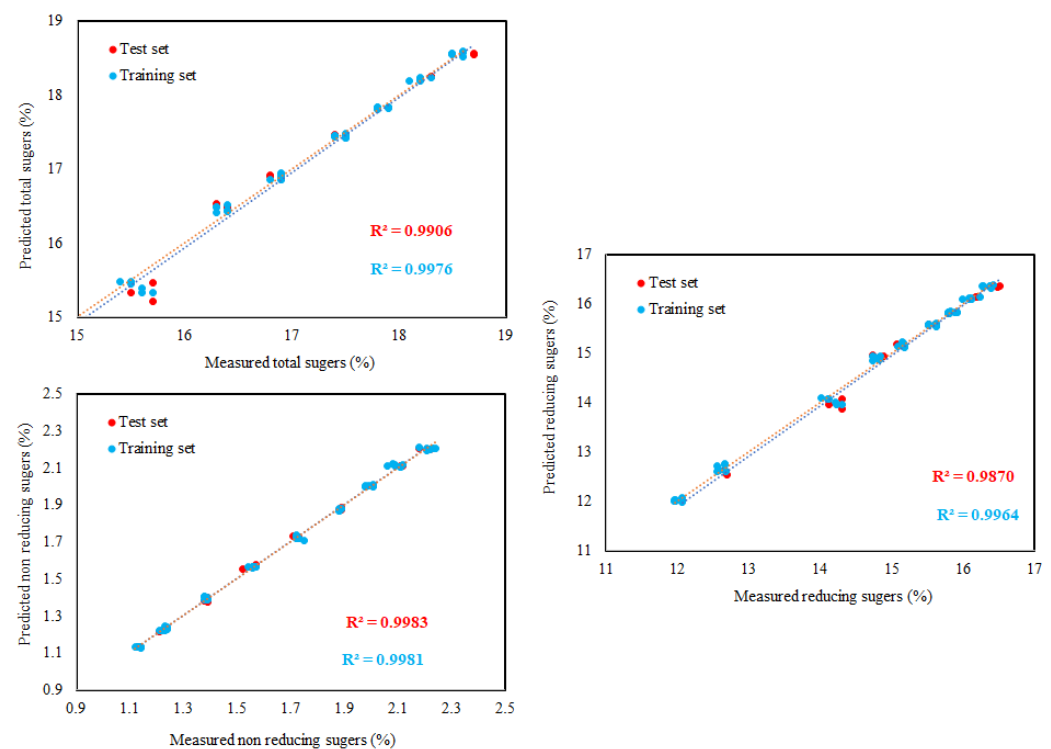 19
18
17
16
15
Predicted total sugers (%)
Test set
Training set
R² = 0.9906
R² = 0.9976
15 16 17 18 19
Measured total sugers (%)
2.5
2.3
2.1
1.9
1.7
1.5
1.3
1.1
0.9
Predicted non reducing sugers (%)
Test set
Training set
R² = 0.9983
R² = 0.9981
0.9 1.1 1.3 1.5 1.7 1.9 2.1 2.3 2.5
Measured non reducing sugers (%)
17
16
15
14
13
12
11
Predicted reducing sugers (%)
Test set
Training set
R² = 0.9870
R² = 0.9964
11 12 13 14 15 16 17
Measured reducing sugers (%)